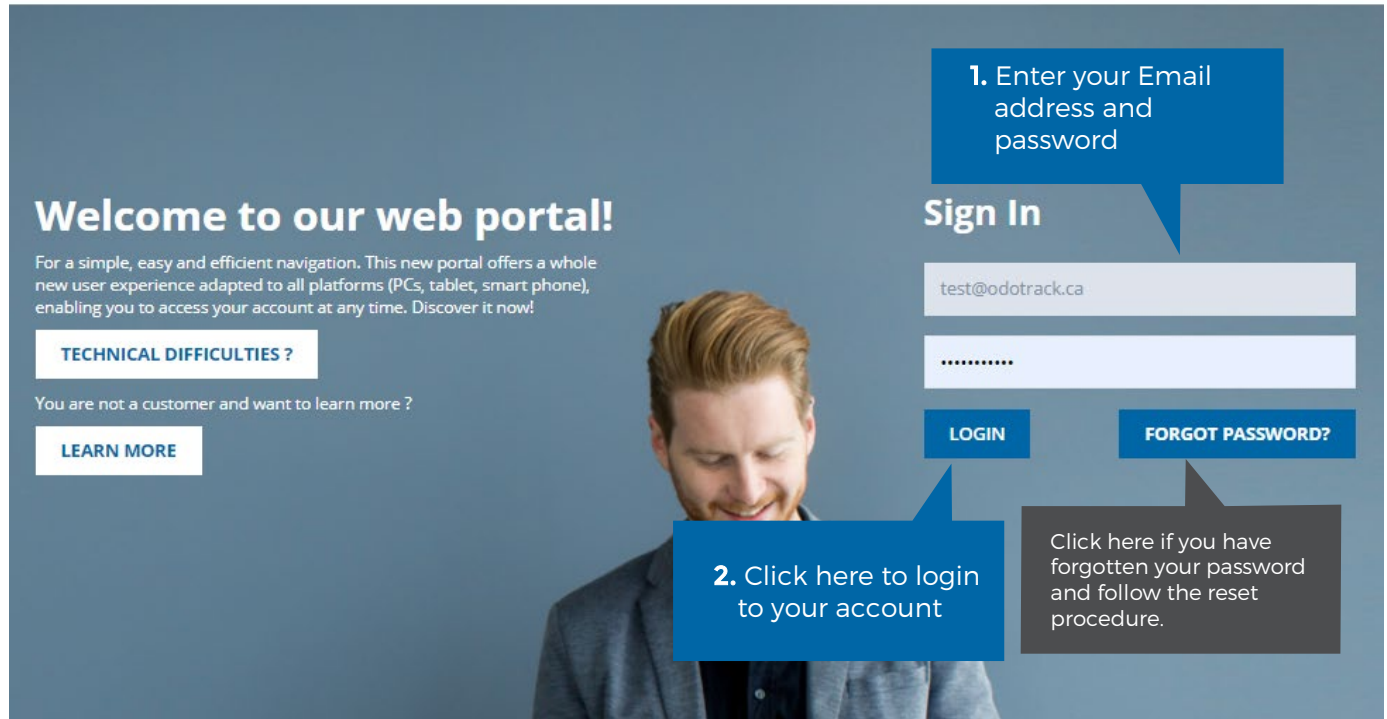 1. Enter your Email
address and
password
Welcome to our web portal!
For a simple, easy and efficient navigation. This new portal offers a whole
new user experience adapted to all platforms (PCs, tablet, smart phone),
enabling you to access your account at any time. Discover it now!
TECHNICAL DIFFICULTIES ?
You are not a customer and want to learn more ?
LEARN MORE
Sign In
test@odotrack.ca
•••••••••••
LOGIN
FORGOT PASSWORD?
2. Click here to login
to your account
Click here if you have
forgotten your password
and follow the reset
procedure.